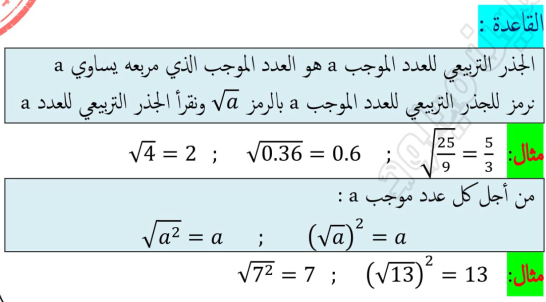 القاعدة :
الجذر التربيعي للعدد الموجب a هو العدد الموجب الذي مربعه يساوي a
نرمز للجذر التربيعي للعدد الموجب a بالرمز √a ونقرأ الجذر التربيعي للعدد a
مثال: √(25/9) = 5/3 ; √0.36 = 0.6 ; √4 = 2
من أجل كل عدد موجب a :
√a² = a ; (√a)² = a
مثال: √7² = 7 ; (√13)² = 13